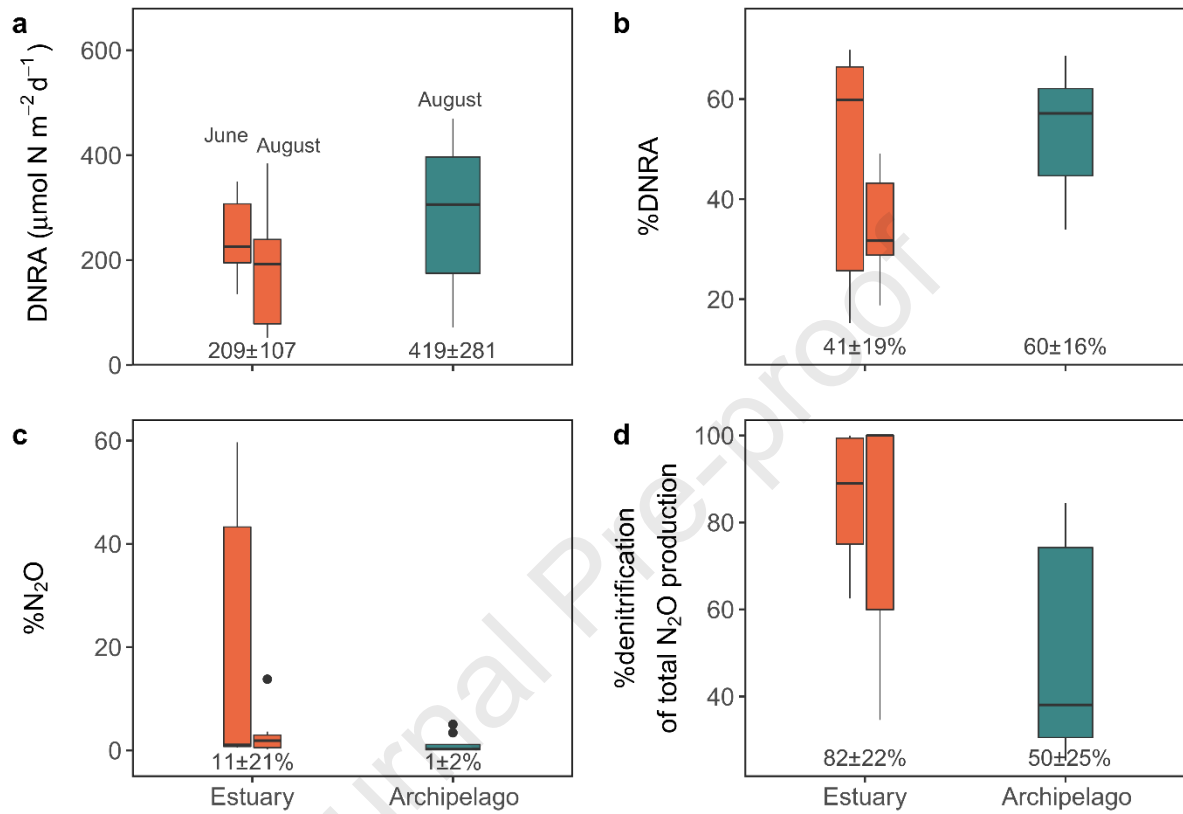 a
DNRA (μmol N m⁻² d⁻¹)
600
400
200
0
June
August
August
209±107
419±281
b
%DNRA
60
40
20
41±19%
60±16%
c
%N₂O
60
40
20
0
11±21%
1±2%
Estuary
Archipelago
d
%denitrification
of total N₂O production
100
80
60
40
82±22%
50±25%
Estuary
Archipelago
urnal Pre-proof